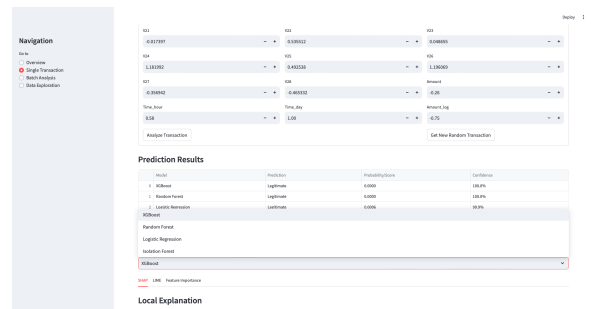 Deploy
Navigation
Go to
Overview
Single Transaction
Batch Analysis
Data Exploration
V21 V22 V23
-0.017397 - + 0.535512 - + 0.048655 - +
V24 V25 V26
1.181992 - + 0.492536 - + 1.196969 - +
V27 V28 Amount
-0.356942 - + -0.465332 - + -0.26 - +
Time_hour Time_day Amount_log
0.58 - + 1.00 - + -0.75 - +
Analyze Transaction Get New Random Transaction
Prediction Results
Model Prediction Probability/Score Confidence
0 XGBoost Legitimate 0.0000 100.0%
1 Random Forest Legitimate 0.0000 100.0%
2 Logistic Regression Legitimate 0.0006 99.9%
XGBoost
Random Forest
Logistic Regression
Isolation Forest
XGBoost
SHAP LIME Feature Importance
Local Explanation